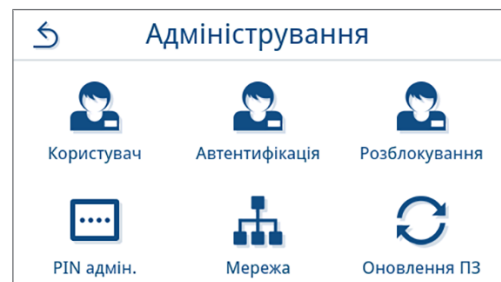 Адміністрування
Користувач Автентифікація Розблокування
PIN адмін. Мережа Оновлення ПЗ